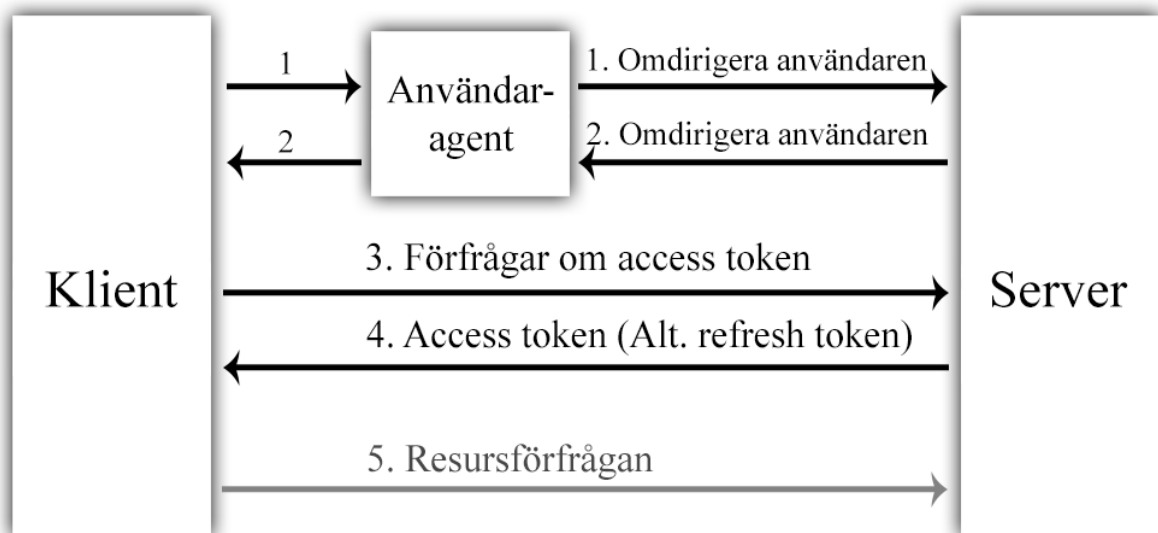 1
Användar-
agent
1. Omdirigera användaren
2
2. Omdirigera användaren
3. Förfrågar om access token
Klient
Server
4. Access token (Alt. refresh token)
5. Resursförfrågan